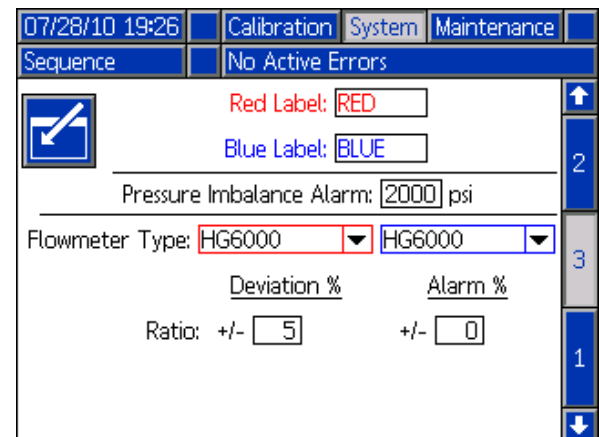 07/28/10 19:26 Calibration System Maintenance
Sequence No Active Errors
Red Label: RED
Blue Label: BLUE
2
Pressure Imbalance Alarm: 2000 psi
Flowmeter Type: HG6000 HG6000
3
Deviation % Alarm %
Ratio: +/- 5 +/- 0
1